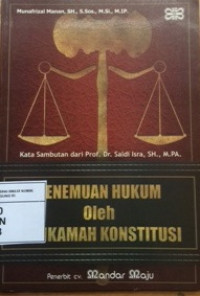 Munafrizal Manan, SH., S.Sos., M.Si., M.IP.
Kata Sambutan dari Prof. Dr. Saldi Isra, SH., M.PA.
ENEMUAN HUKUM
Oleh
KAMAH KONSTITUSI
Penerbit CV. Mandar Maju